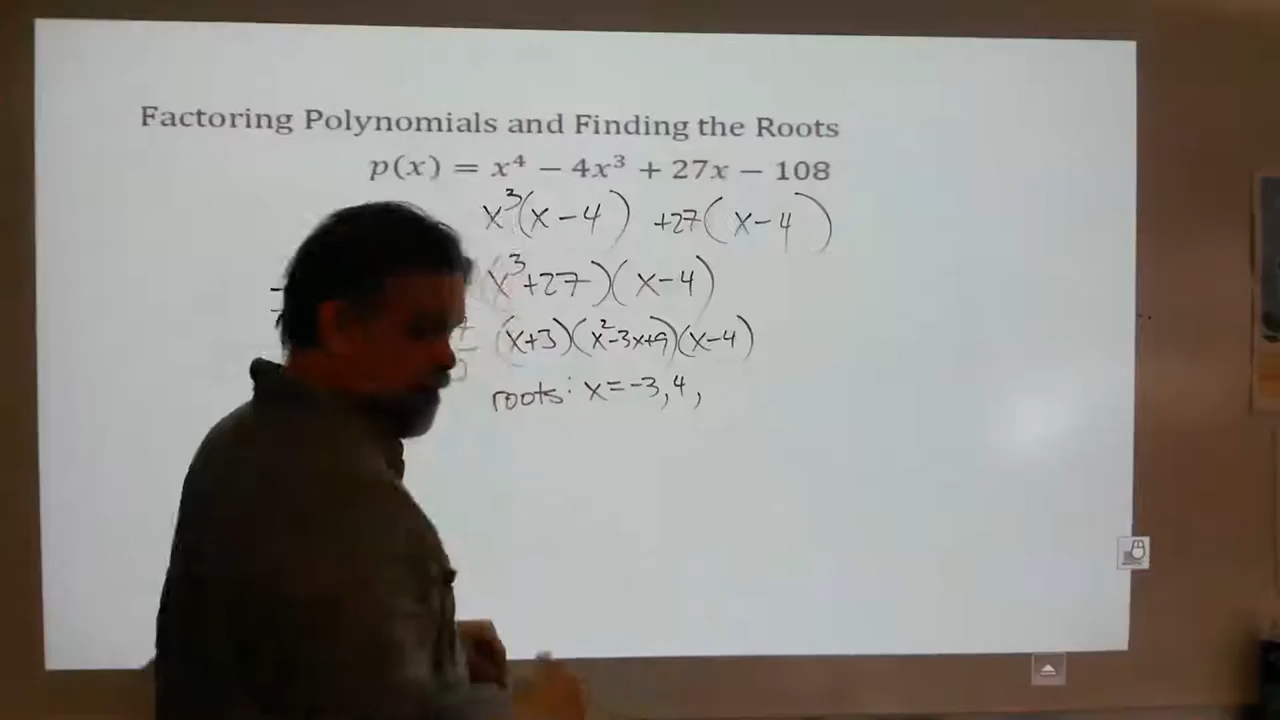 Factoring Polynomials and Finding the Roots
p(x) = x⁴ − 4x³ + 27x − 108
x³(x−4) +27(x−4)
(x³+27)(x−4)
(x+3)(x²−3x+9)(x−4)
roots: x=−3,4,